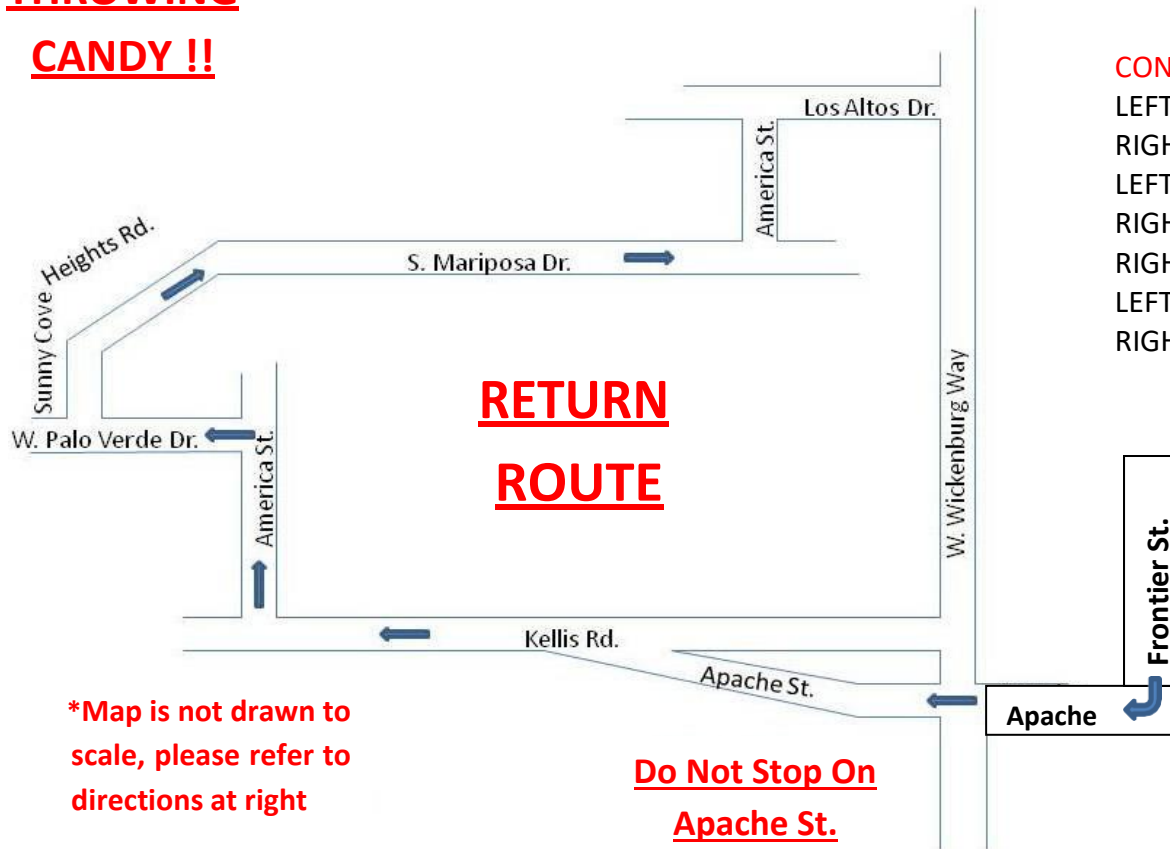 THROWING
CANDY !!
CON
LEFT
RIGH
LEFT
RIGH
RIGH
LEFT
RIGH
Los Altos Dr.
America St.
Sunny Cove Heights Rd.
S. Mariposa Dr.
RETURN
ROUTE
W. Wickenburg Way
W. Palo Verde Dr.
America St.
Frontier St.
Kellis Rd.
Apache St.
Apache
*Map is not drawn to
scale, please refer to
directions at right
Do Not Stop On
Apache St.